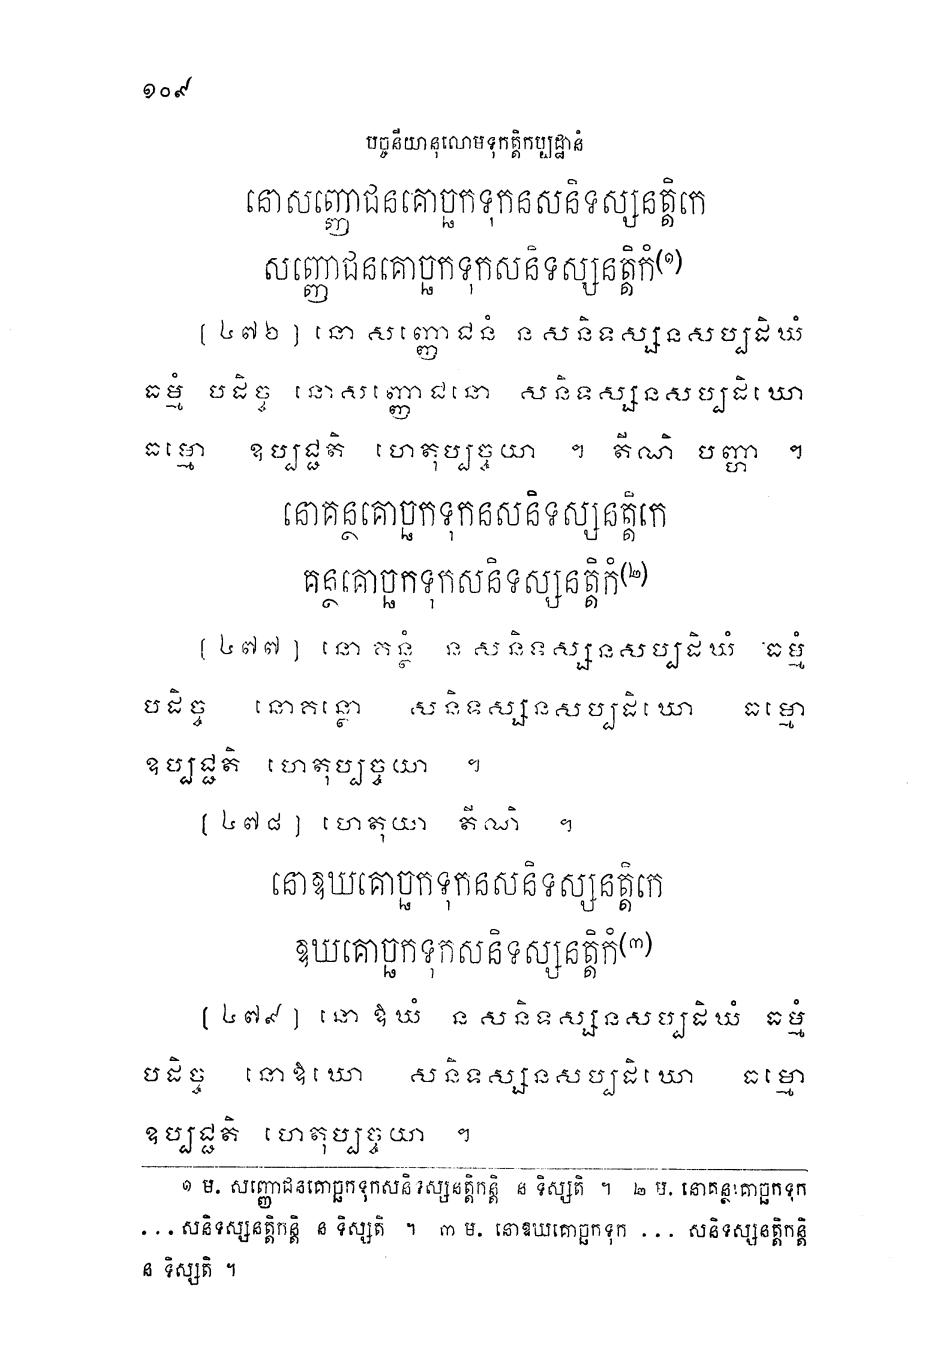 ១០៩
បច្ចនីយានុលោមទុកត្តិកប្បដ្ឋានំ
នោសញ្ញោជនគោច្ឆកទុកនសនិទស្សនត្តិកេ
សញ្ញោជនគោច្ឆកទុកសនិទស្សនត្តិកំ(១)
[៤៧៦] នោ សញ្ញោជនំ ន សនិទស្សនសប្បដិឃំ
ធម្មំ បដិច្ច នោសញ្ញោជនោ សនិទស្សនសប្បដិឃោ
ធម្មោ ឧប្បជ្ជតិ ហេតុប្បច្ចយា ។ តីណិ បញ្ហា ។
នោគន្ថគោច្ឆកទុកនសនិទស្សនត្តិកេ
គន្ថគោច្ឆកទុកសនិទស្សនត្តិកំ(២)
[៤៧៧] នោ គន្ថំ ន សនិទស្សនសប្បដិឃំ ធម្មំ
បដិច្ច នោគន្ថោ សនិទស្សនសប្បដិឃោ ធម្មោ
ឧប្បជ្ជតិ ហេតុប្បច្ចយា ។
[៤៧៨] ហេតុយា តីណិ ។
នោឱឃគោច្ឆកទុកនសនិទស្សនត្តិកេ
ឱឃគោច្ឆកទុកសនិទស្សនត្តិកំ(៣)
[៤៧៩] នោ ឱឃំ ន សនិទស្សនសប្បដិឃំ ធម្មំ
បដិច្ច នោឱឃោ សនិទស្សនសប្បដិឃោ ធម្មោ
ឧប្បជ្ជតិ ហេតុប្បច្ចយា ។
១ ម. សញ្ញោជនគោច្ឆកទុកសនិទស្សនត្តិកន្តិ ន ទិស្សតិ ។ ២ ម. នោគន្ថគោច្ឆកទុក
... សនិទស្សនត្តិកន្តិ ន ទិស្សតិ ។ ៣ ម. នោឱឃគោច្ឆកទុក ... សនិទស្សនត្តិកន្តិ
ន ទិស្សតិ ។